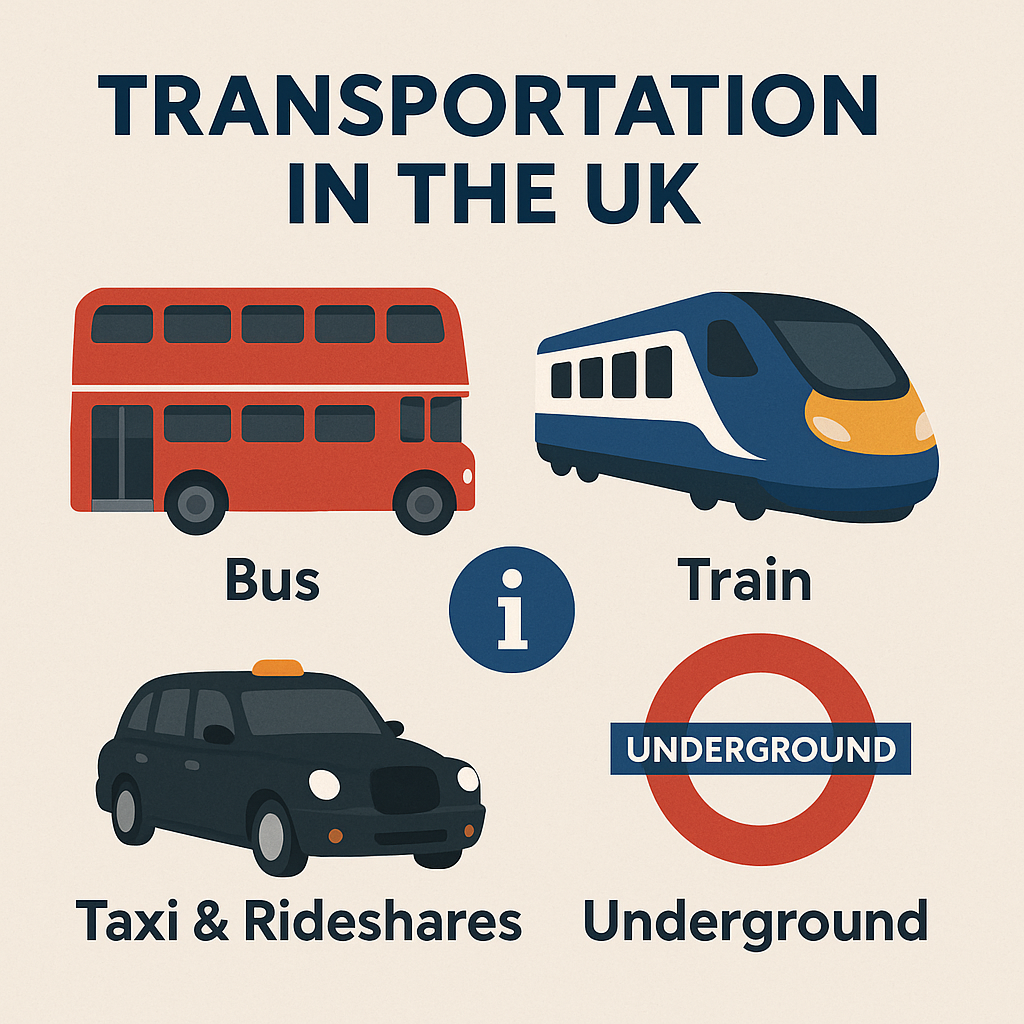 TRANSPORTATION
IN THE UK
Bus
i
Train
UNDERGROUND
Taxi & Rideshares
Underground